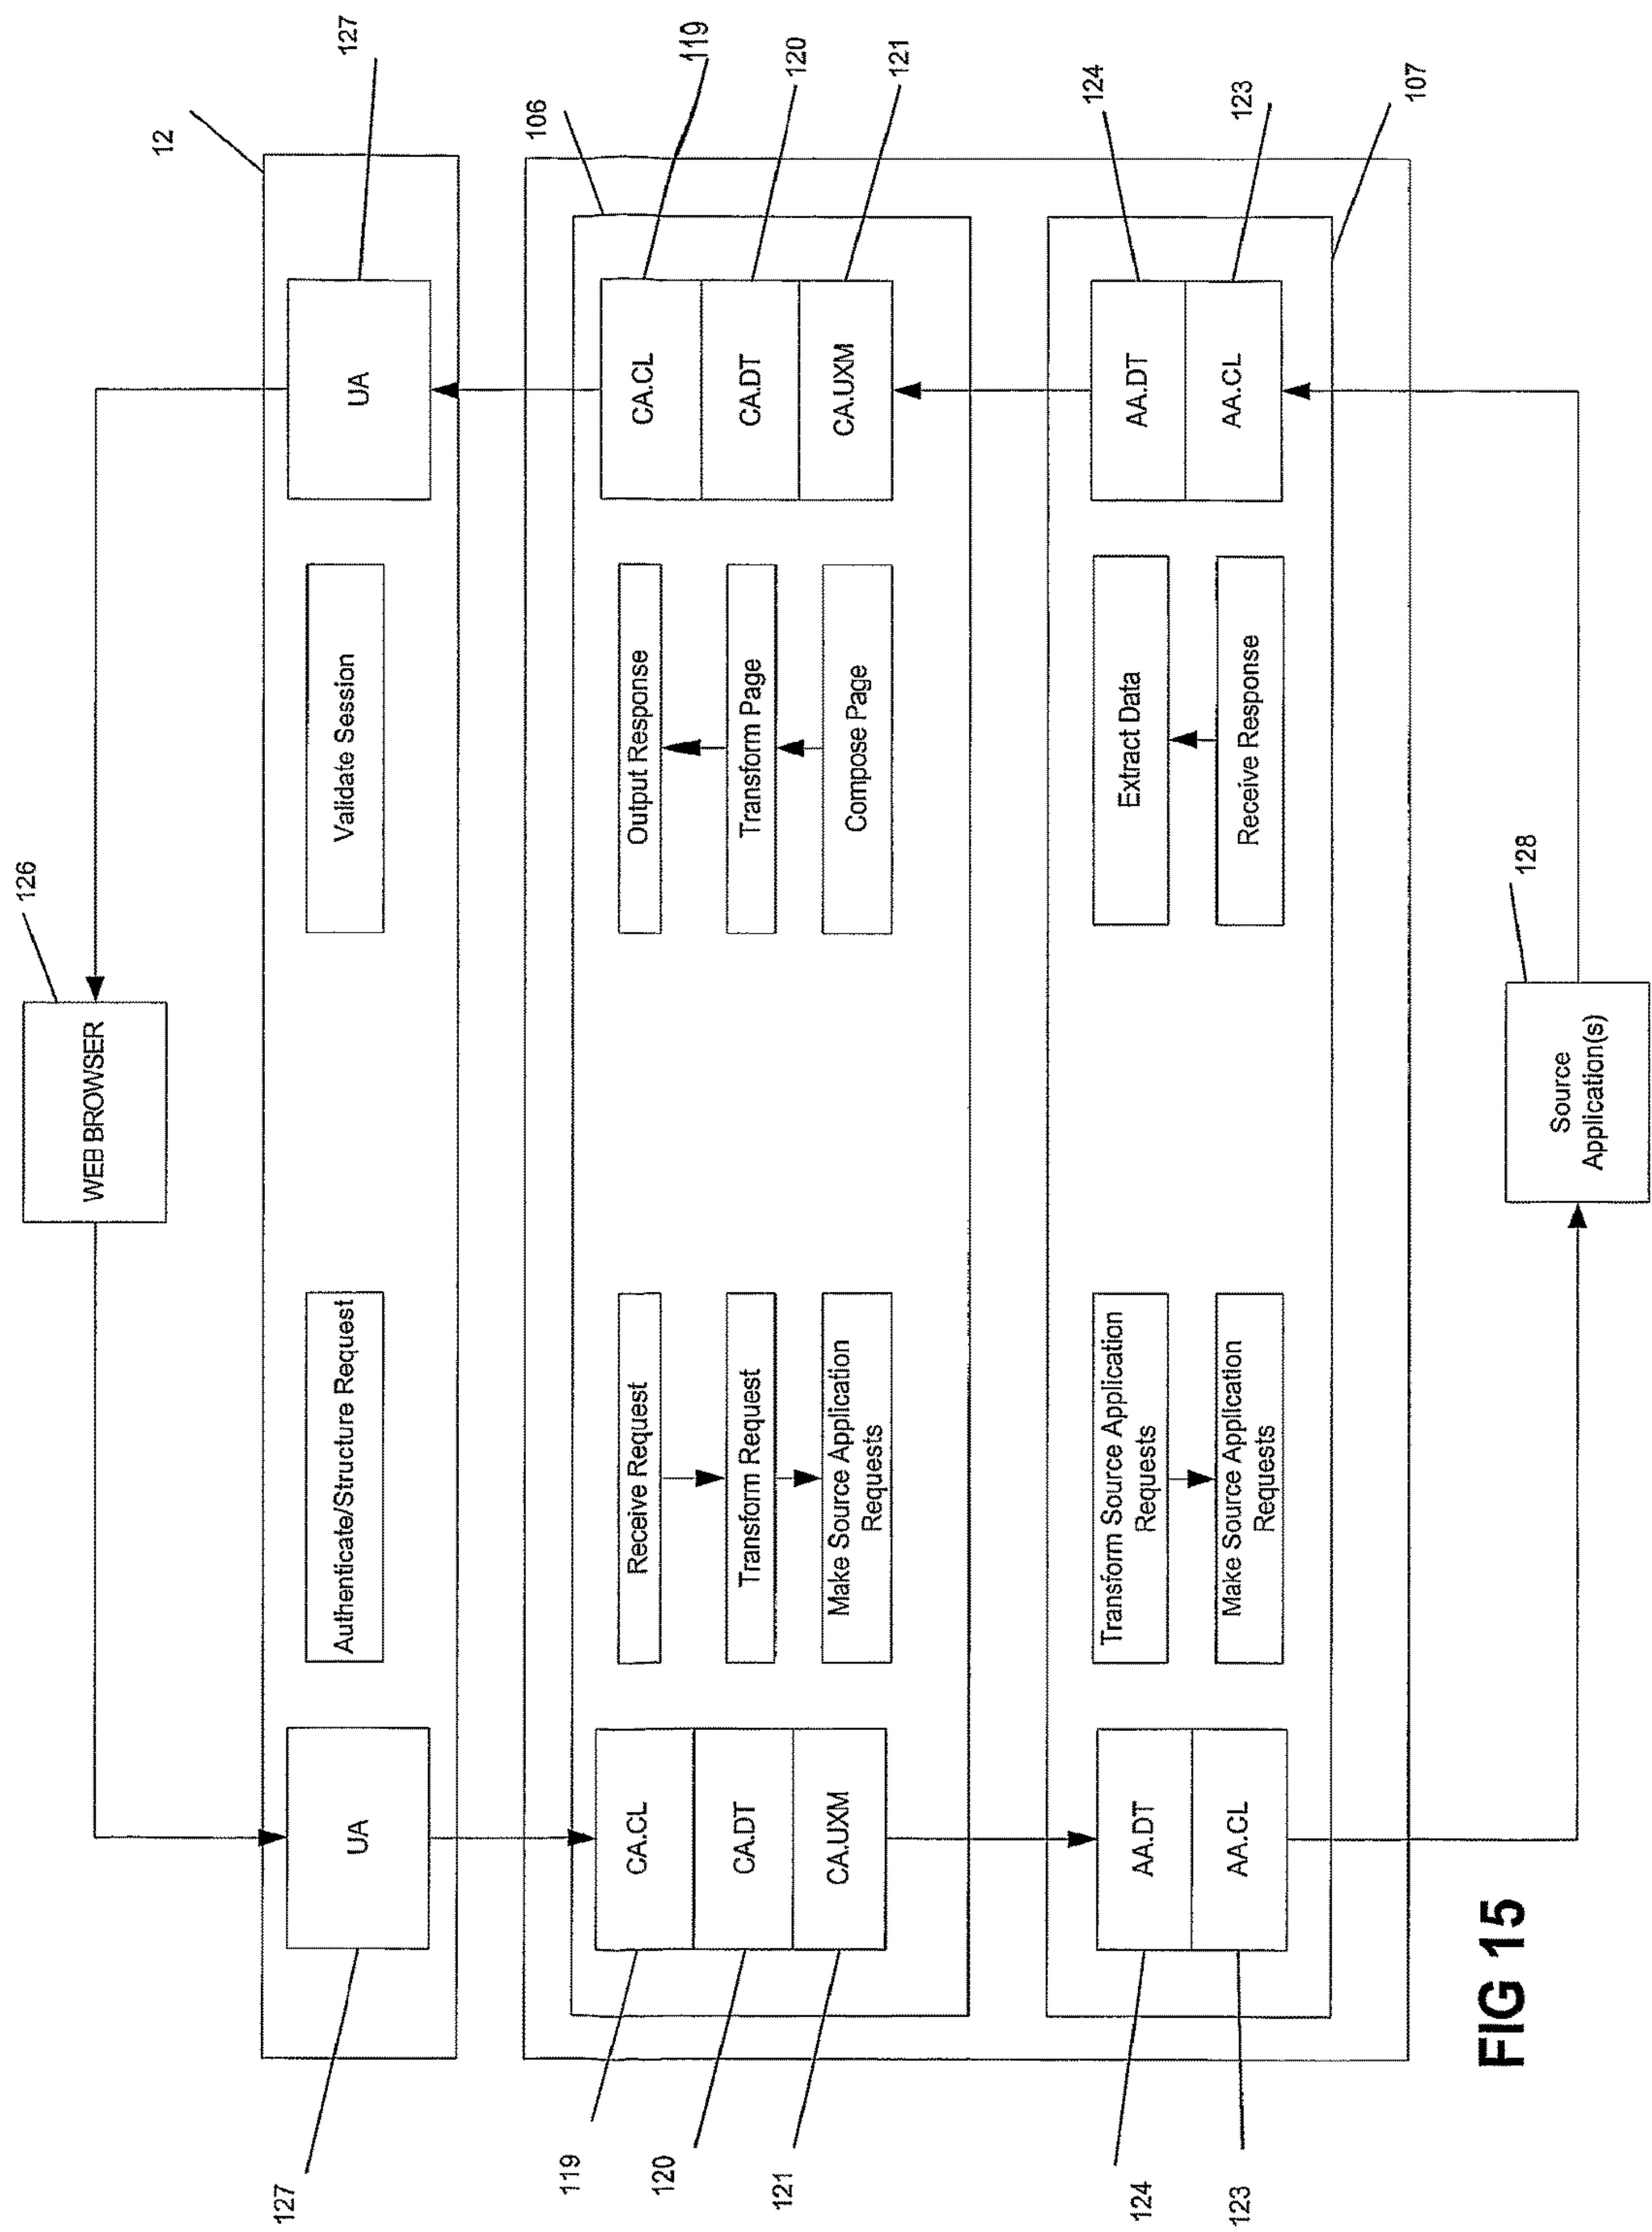 126
WEB BROWSER
12
127
127
UA
Authenticate/Structure Request
Validate Session
UA
106
119
120
121
119
120
121
CA.CL
CA.DT
CA.UXM
Receive Request
Transform Request
Make Source Application
Requests
Output Response
Transform Page
Compose Page
CA.CL
CA.DT
CA.UXM
124
123
107
124
123
AA.DT
AA.CL
Transform Source Application
Requests
Make Source Application
Requests
Extract Data
Receive Response
AA.DT
AA.CL
128
Source
Application(s)
FIG 15